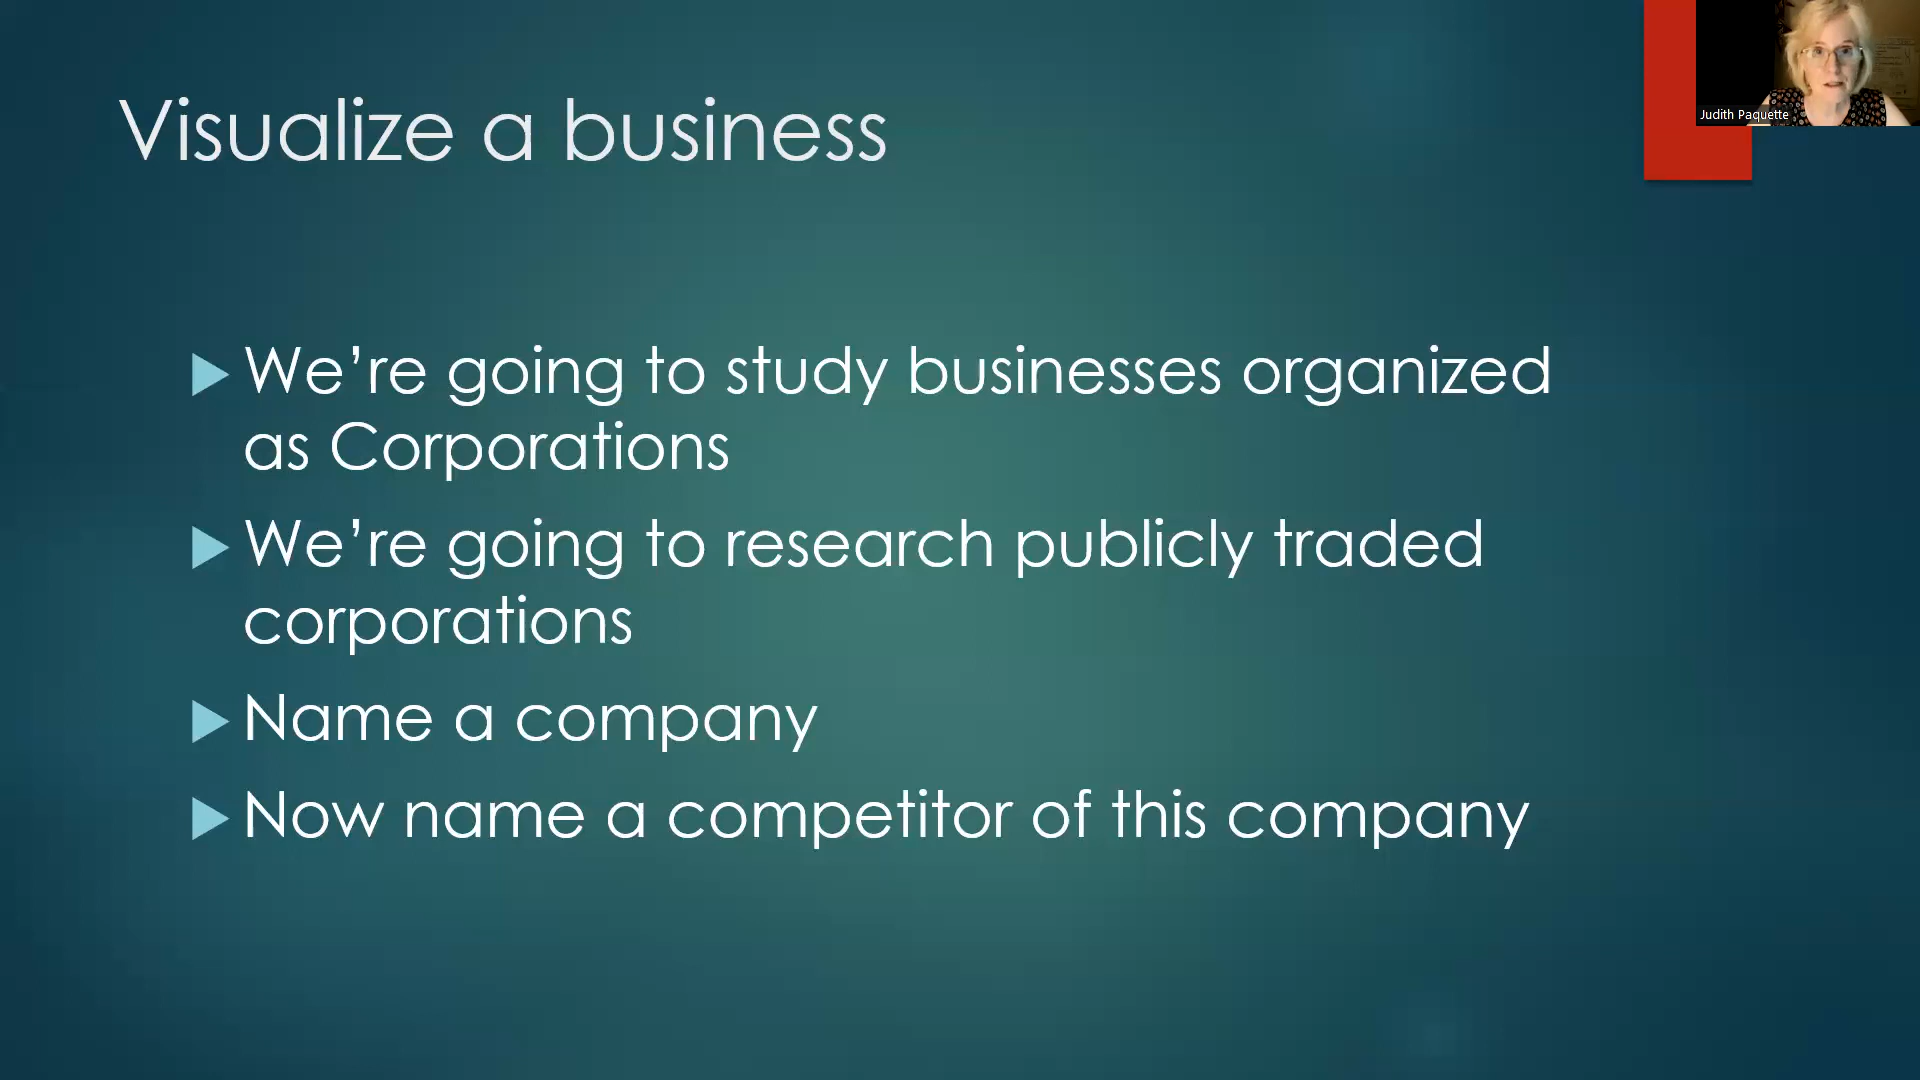 Visualize a business
Judith Paquette
We’re going to study businesses organized
as Corporations
We’re going to research publicly traded
corporations
Name a company
Now name a competitor of this company